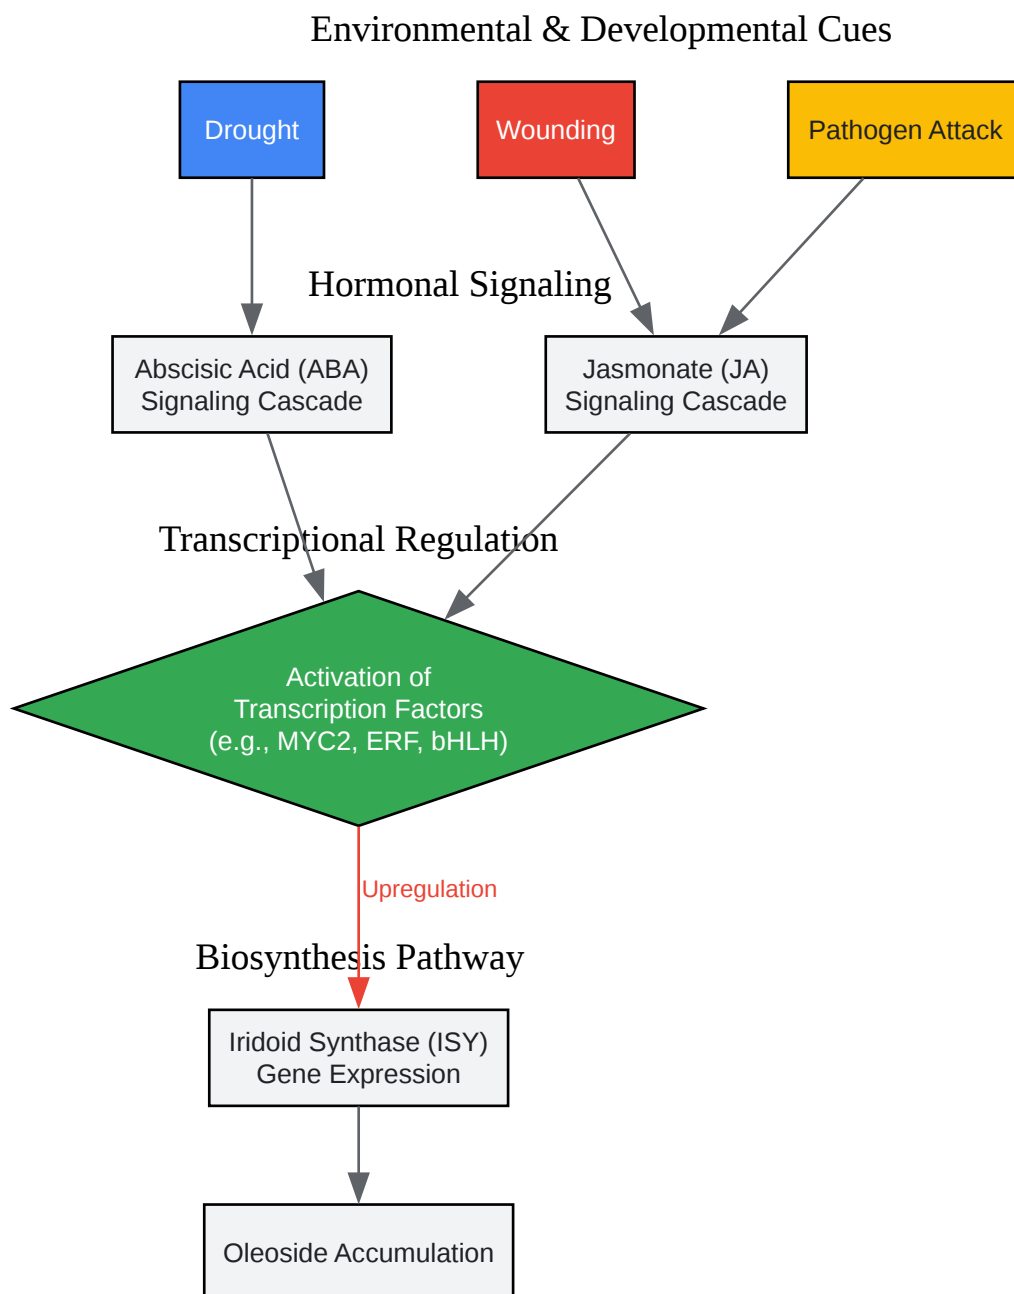 Environmental & Developmental Cues
Drought
Wounding
Pathogen Attack
Hormonal Signaling
Abscisic Acid (ABA)
Signaling Cascade
Jasmonate (JA)
Signaling Cascade
Transcriptional Regulation
Activation of
Transcription Factors
(e.g., MYC2, ERF, bHLH)
Upregulation
Biosynthesis Pathway
Iridoid Synthase (ISY)
Gene Expression
Oleoside Accumulation